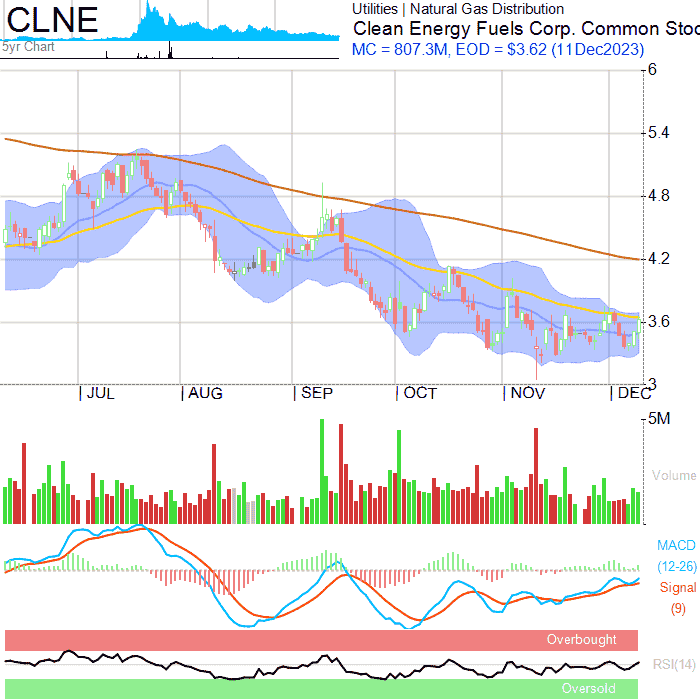 CLNE
5yr Chart
Utilities | Natural Gas Distribution
Clean Energy Fuels Corp. Common Stoc
MC = 807.3M, EOD = $3.62 (11Dec2023)
6
5.4
4.8
4.2
3.6
3
JUL
AUG
SEP
OCT
NOV
DEC
5M
Volume
MACD
(12-26)
Signal
(9)
Overbought
RSI(14)
Oversold